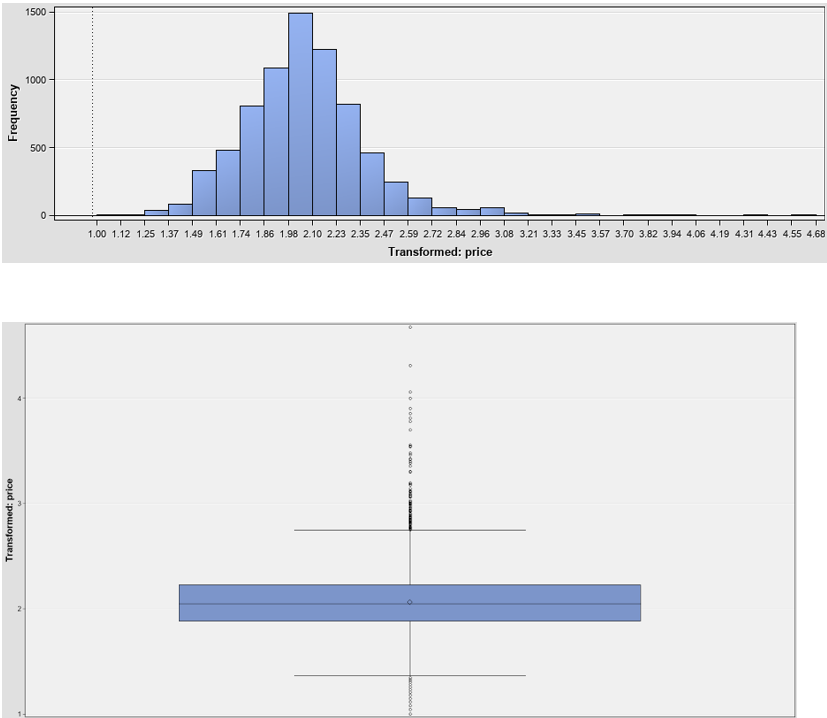 1500
1000
500
0
Frequency
1.00 1.12 1.25 1.37 1.49 1.61 1.74 1.86 1.98 2.10 2.23 2.35 2.47 2.59 2.72 2.84 2.96 3.08 3.21 3.33 3.45 3.57 3.70 3.82 3.94 4.06 4.19 4.31 4.43 4.55 4.68
Transformed: price
4
3
2
1
Transformed: price